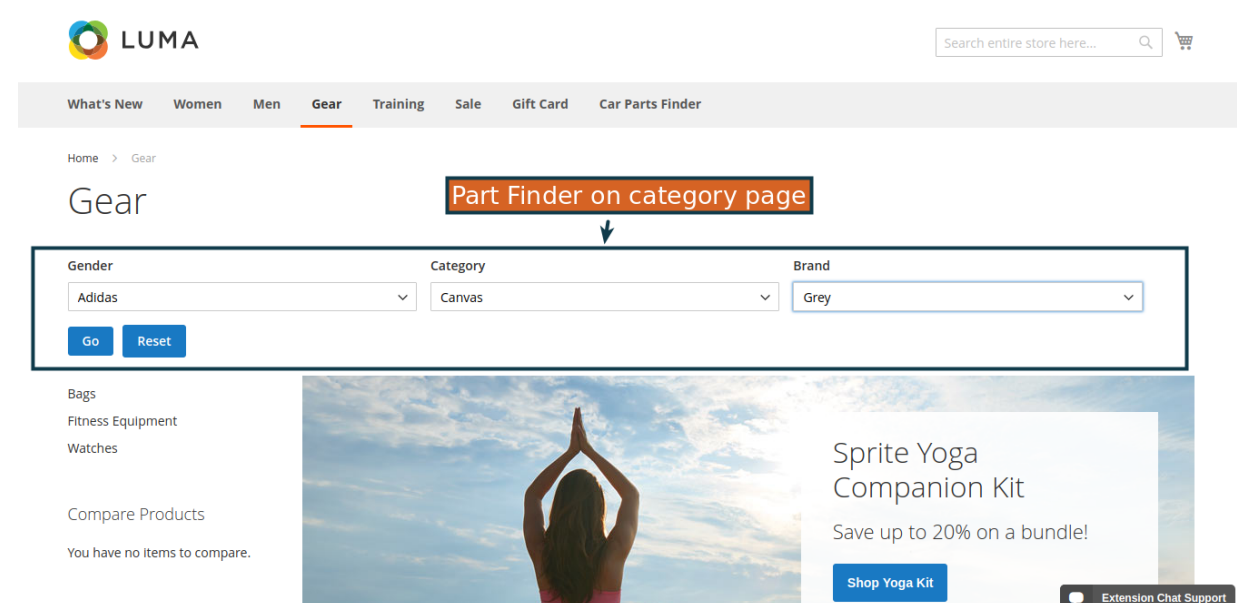 LUMA
Search entire store here...
What's New Women Men Gear Training Sale Gift Card Car Parts Finder
Home > Gear
Gear
Part Finder on category page
Gender Category Brand
Adidas Canvas Grey
Go Reset
Bags
Fitness Equipment
Watches
Compare Products
You have no items to compare.
Sprite Yoga
Companion Kit
Save up to 20% on a bundle!
Shop Yoga Kit
Extension Chat Support